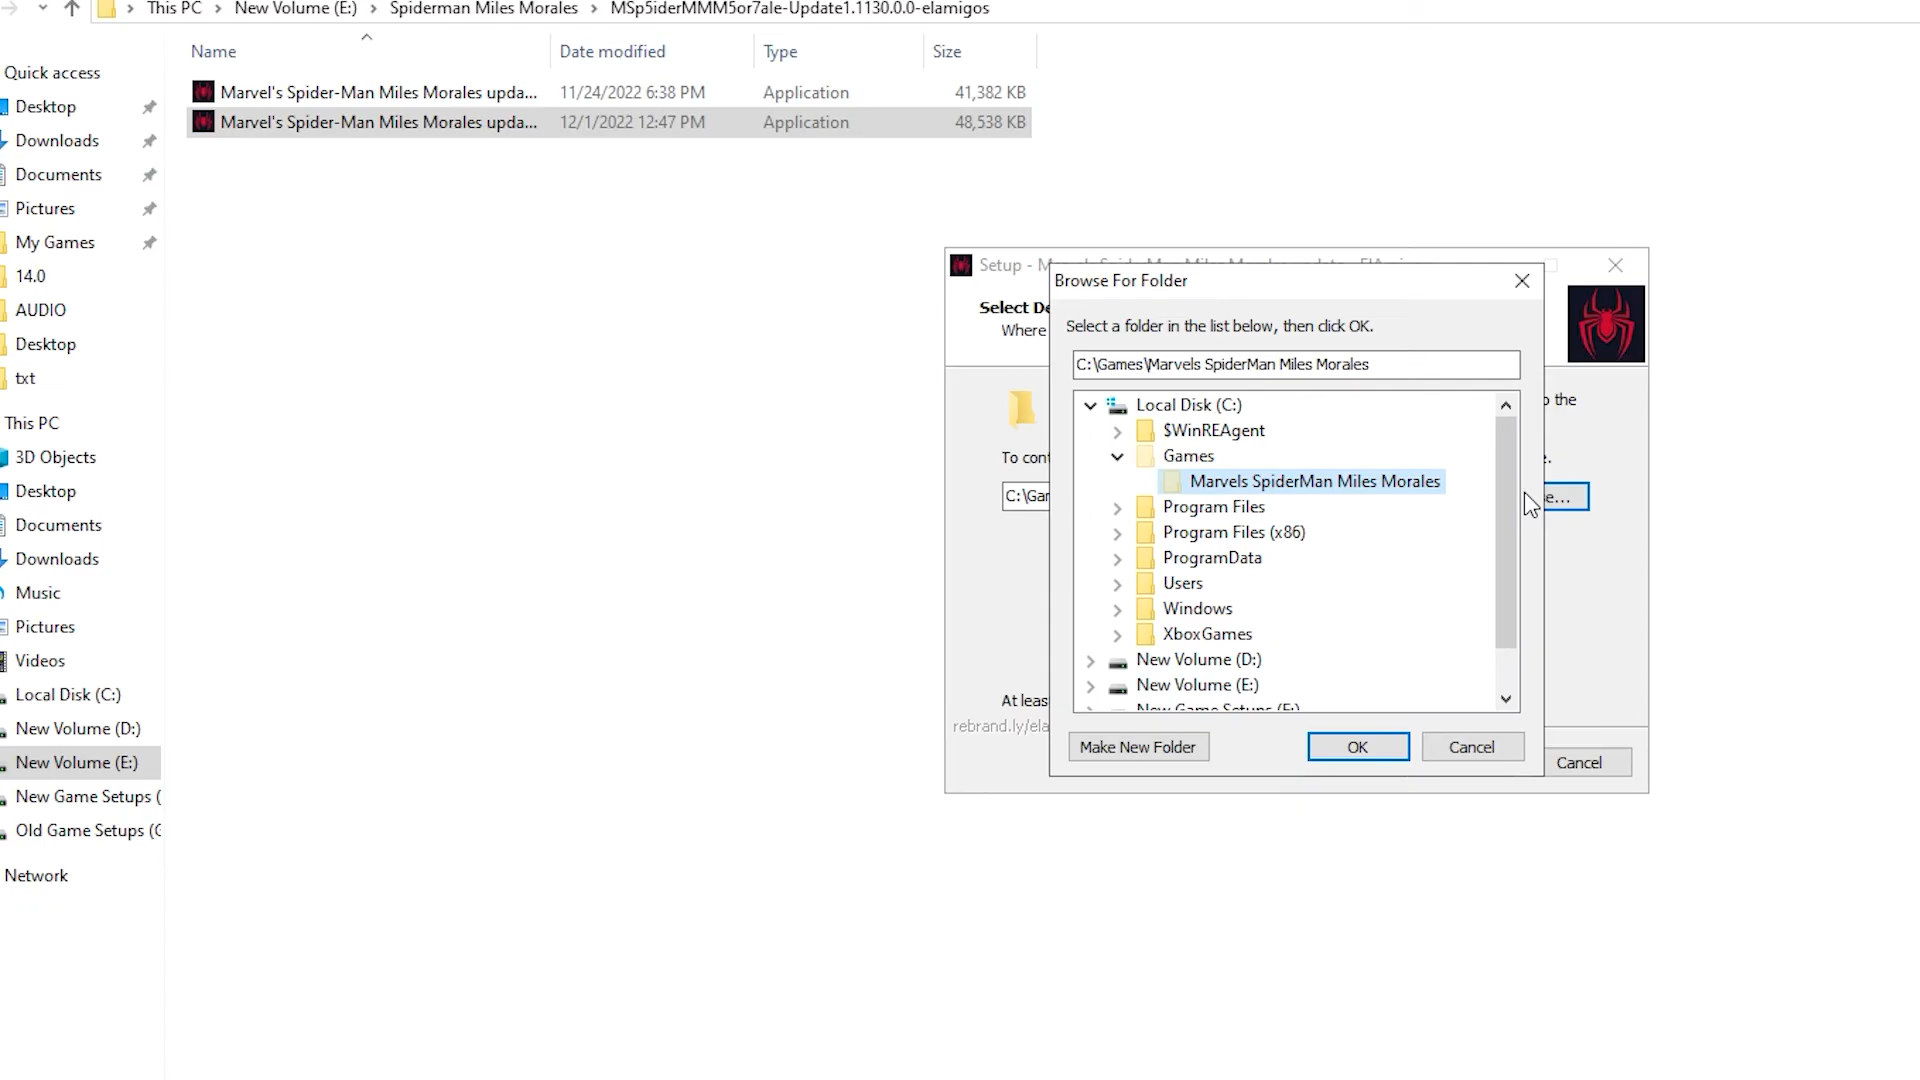 This PC > New Volume (E:) > Spiderman Miles Morales > MSp5iderMMM5or7ale-Update1.1130.0.0-elamigos
Name Date modified Type Size
Marvel's Spider-Man Miles Morales upda... 11/24/2022 6:38 PM Application 41,382 KB
Marvel's Spider-Man Miles Morales upda... 12/1/2022 12:47 PM Application 48,538 KB
Quick access
Desktop
Downloads
Documents
Pictures
My Games
14.0
AUDIO
Desktop
txt
This PC
3D Objects
Desktop
Documents
Downloads
Music
Pictures
Videos
Local Disk (C:)
New Volume (D:)
New Volume (E:)
New Game Setups (
Old Game Setups (G
Network
Setup - M
Select De
Where
To cont
C:\Gar
At leas
rebrand.ly/ela
o the
e.
e...
Cancel
Browse For Folder
Select a folder in the list below, then click OK.
C:\Games\Marvels SpiderMan Miles Morales
Local Disk (C:)
$WinREAgent
Games
Marvels SpiderMan Miles Morales
Program Files
Program Files (x86)
ProgramData
Users
Windows
XboxGames
New Volume (D:)
New Volume (E:)
New Game Setups (F:)
Make New Folder
OK
Cancel